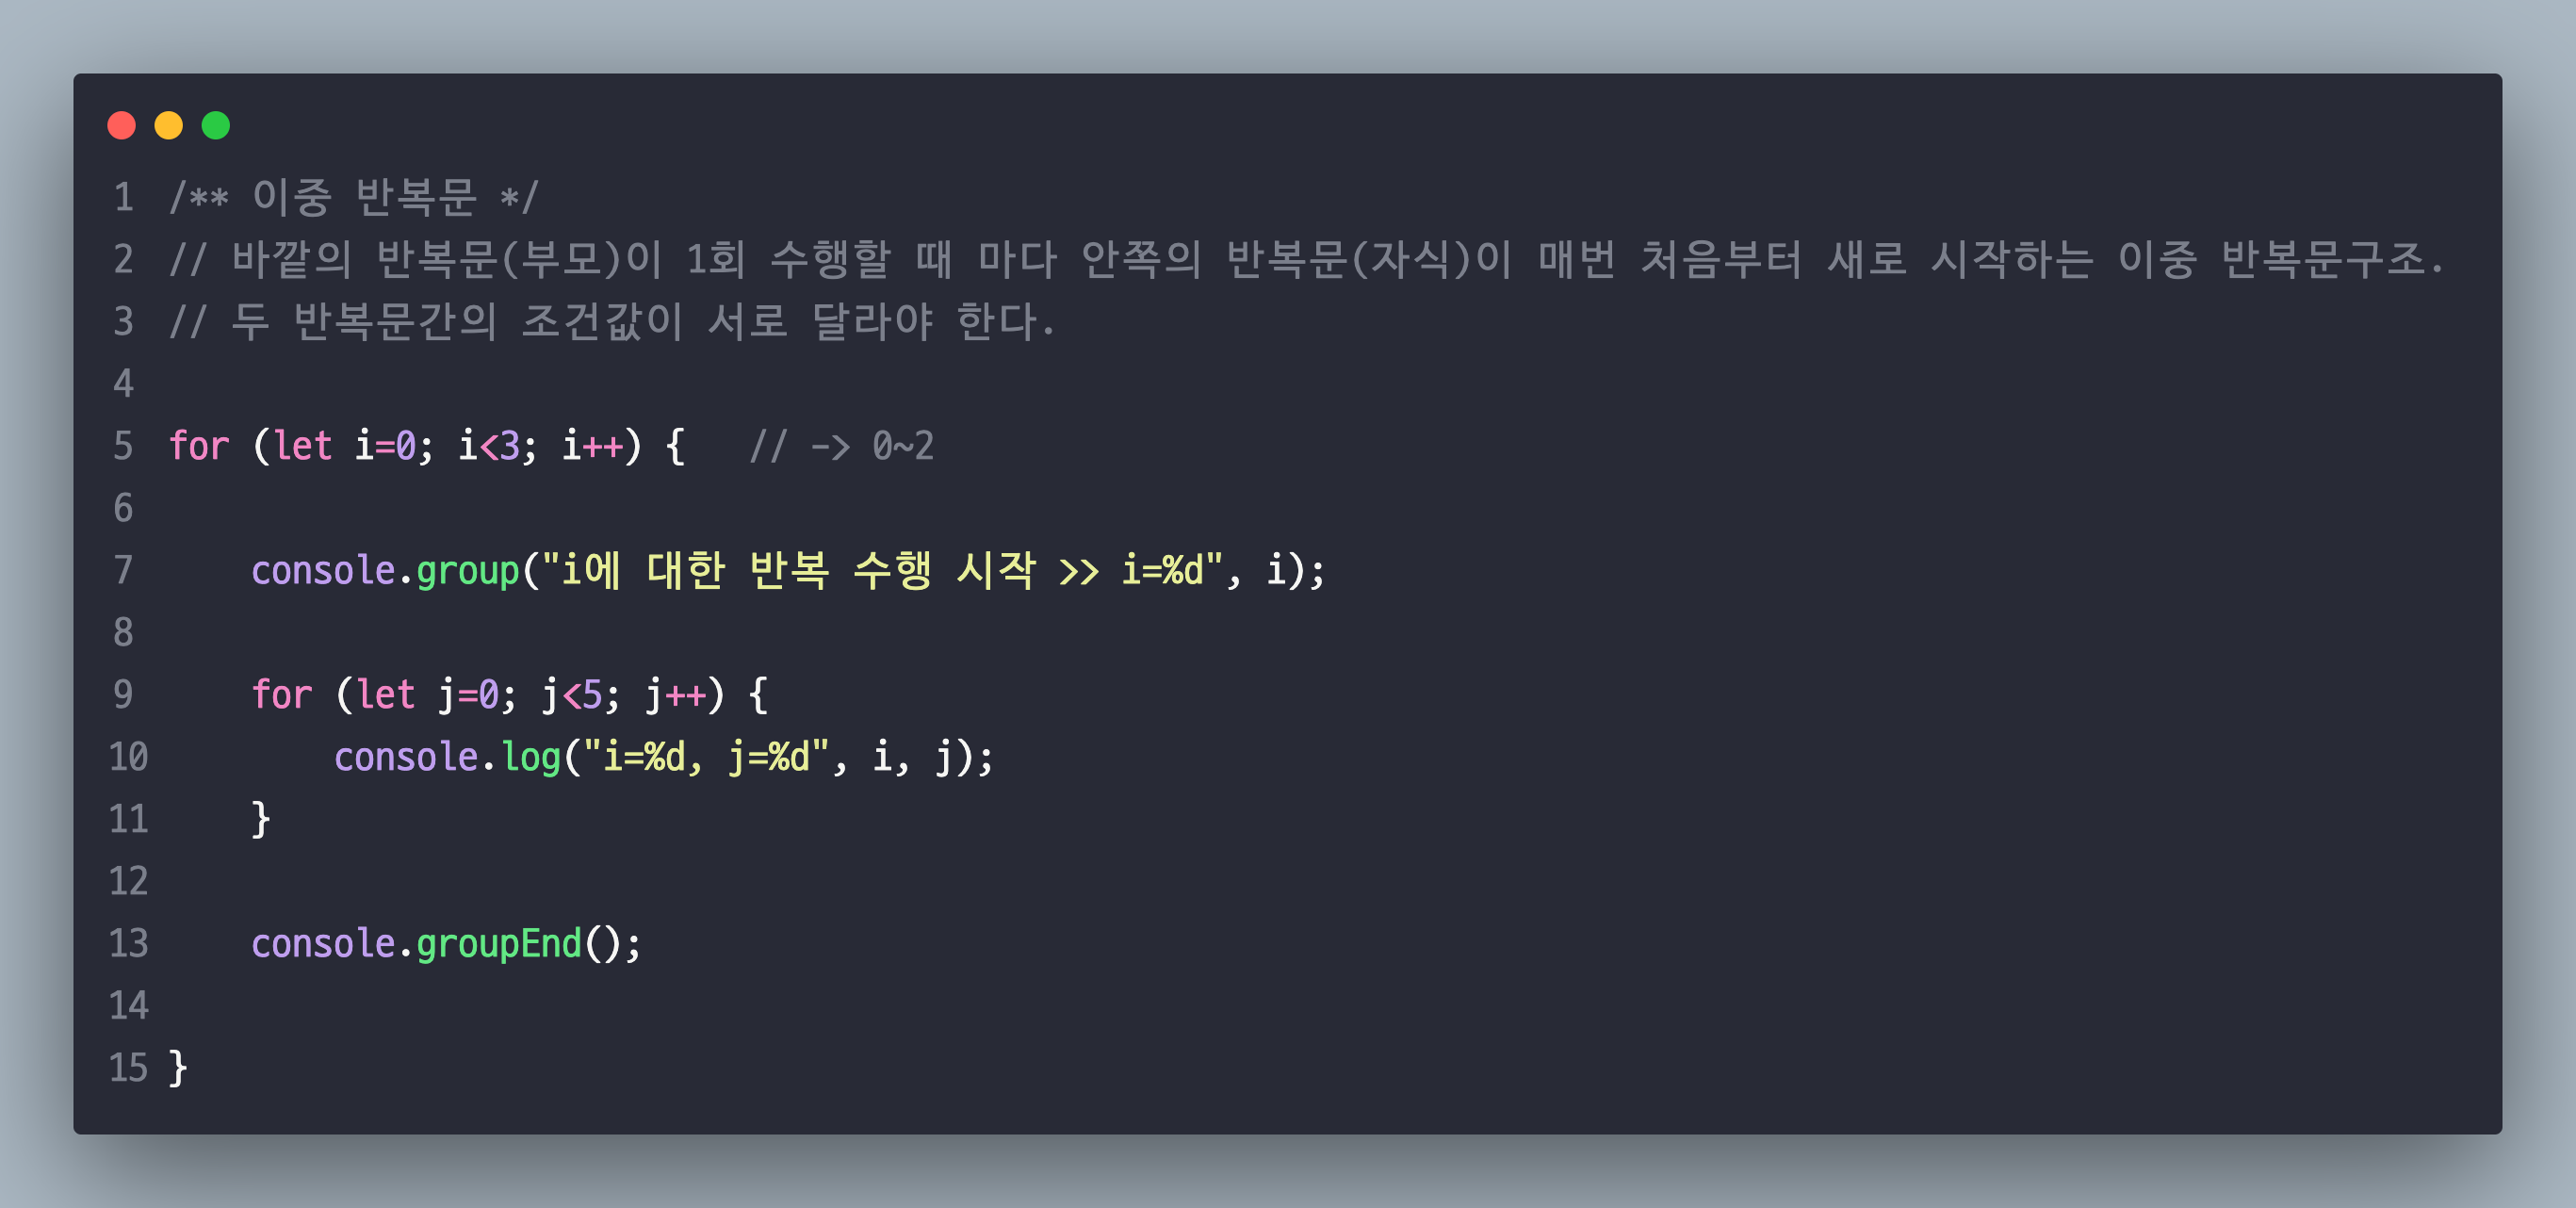 1 /** 이중 반복문 */
2 // 바깥의 반복문(부모)이 1회 수행할 때 마다 안쪽의 반복문(자식)이 매번 처음부터 새로 시작하는 이중 반복문구조.
3 // 두 반복문간의 조건값이 서로 달라야 한다.
4
5 for (let i=0; i<3; i++) {   // -> 0~2
6
7     console.group("i에 대한 반복 수행 시작 >> i=%d", i);
8
9     for (let j=0; j<5; j++) {
10         console.log("i=%d, j=%d", i, j);
11     }
12
13     console.groupEnd();
14
15 }